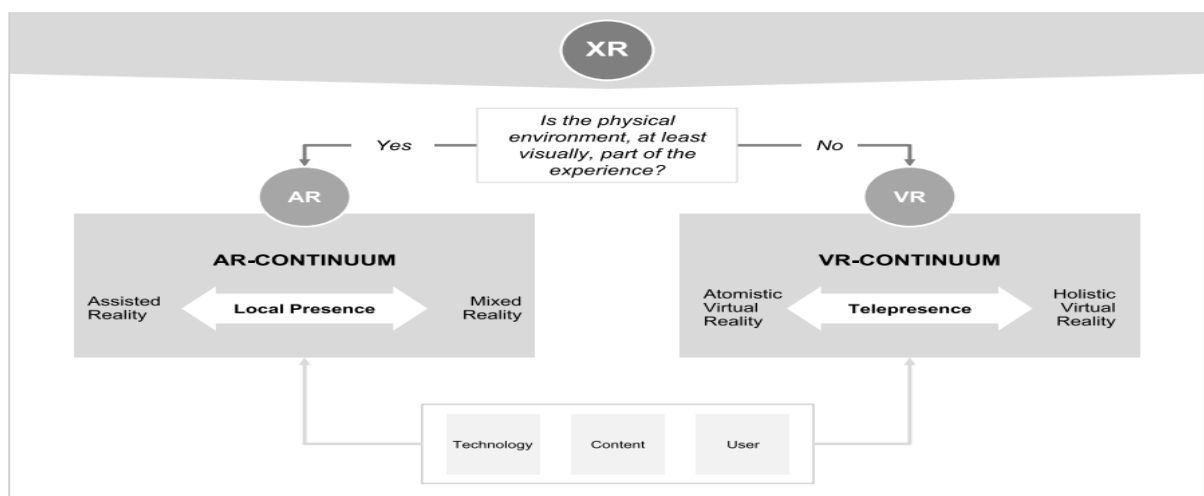 XR
Is the physical
environment, at least
visually, part of the
experience?
Yes
No
AR
VR
AR-CONTINUUM
Assisted
Reality
Local Presence
Mixed
Reality
VR-CONTINUUM
Atomistic
Virtual
Reality
Telepresence
Holistic
Virtual
Reality
Technology
Content
User